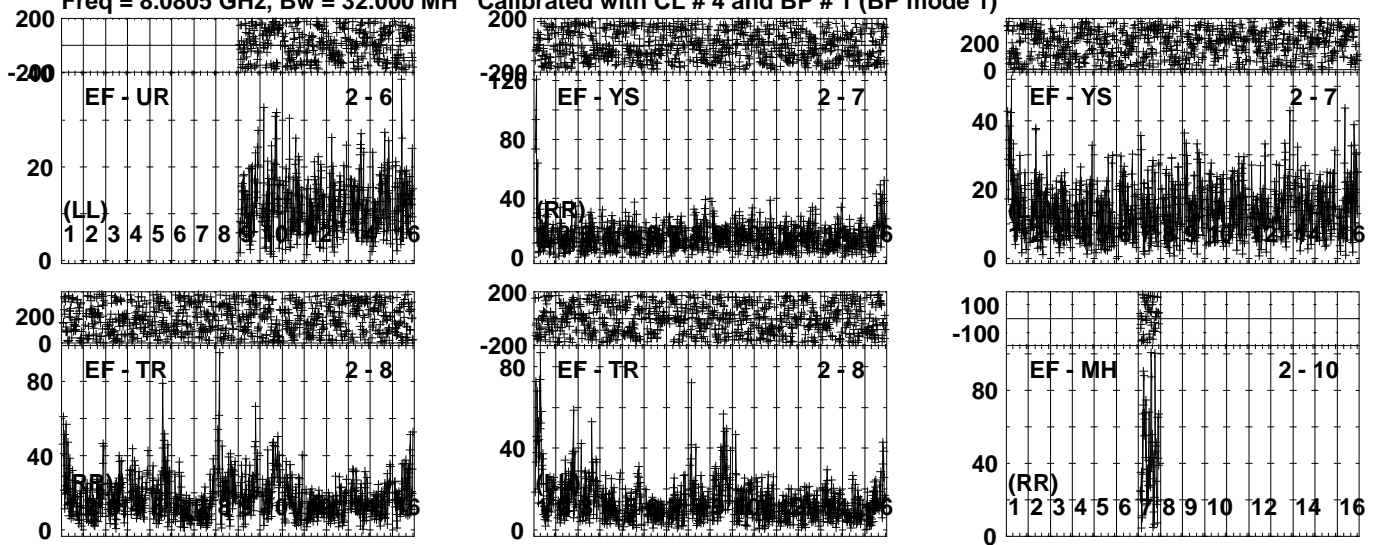 Freq = 8.0805 GHz, Bw = 32.000 MH Calibrated with CL # 4 and BP # 1 (BP mode 1)
200
EF - UR 2 - 6
20
0
(LL)
1 2 3 4 5 6 7 8 9 10 12 14 16
200
-200
120
EF - YS 2 - 7
80
40
0
(RR)
200
0
EF - YS 2 - 7
40
20
0
200
0
EF - TR 2 - 8
80
40
0
(RR)
200
-200
EF - TR 2 - 8
80
40
0
100
-100
EF - MH 2 - 10
80
40
0
(RR)
1 2 3 4 5 6 7 8 9 10 12 14 16